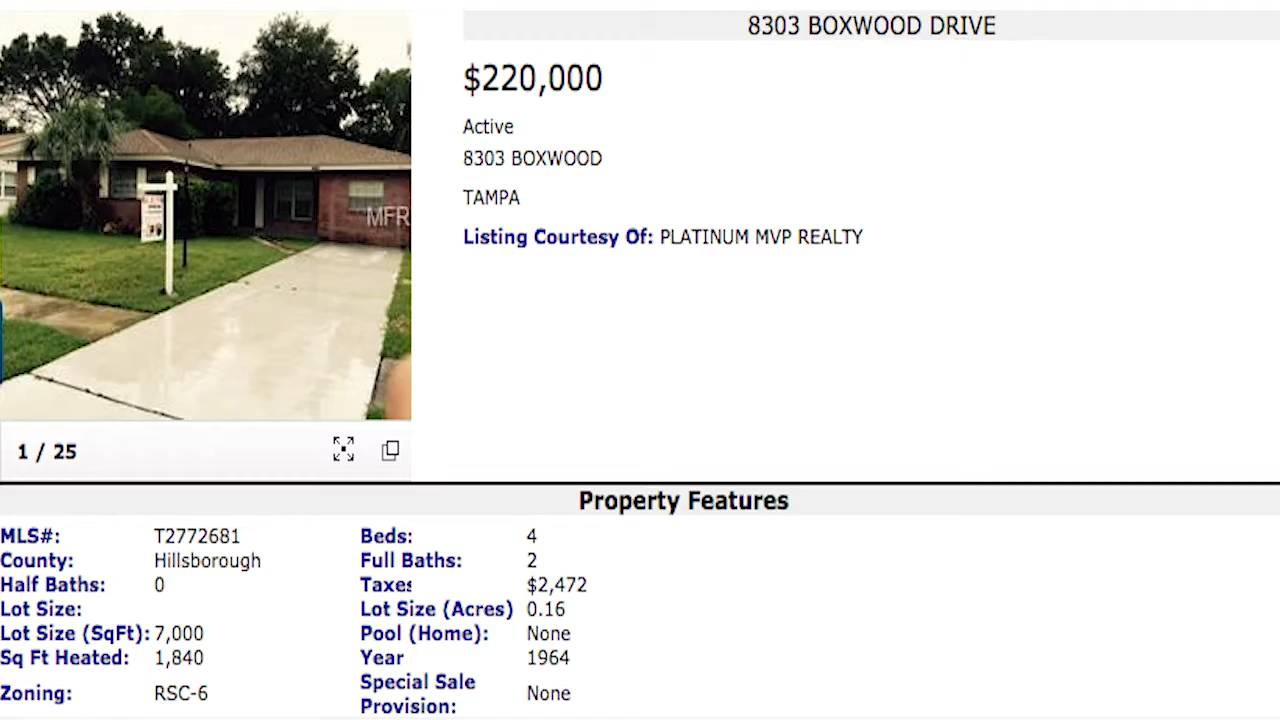 8303 BOXWOOD DRIVE
$220,000
Active
8303 BOXWOOD
TAMPA
Listing Courtesy Of: PLATINUM MVP REALTY
MFR
1 / 25
Property Features
MLS#: T2772681 Beds: 4
County: Hillsborough Full Baths: 2
Half Baths: 0 Taxes $2,472
Lot Size: Lot Size (Acres) 0.16
Lot Size (SqFt): 7,000 Pool (Home): None
Sq Ft Heated: 1,840 Year 1964
Zoning: RSC-6 Special Sale Provision: None